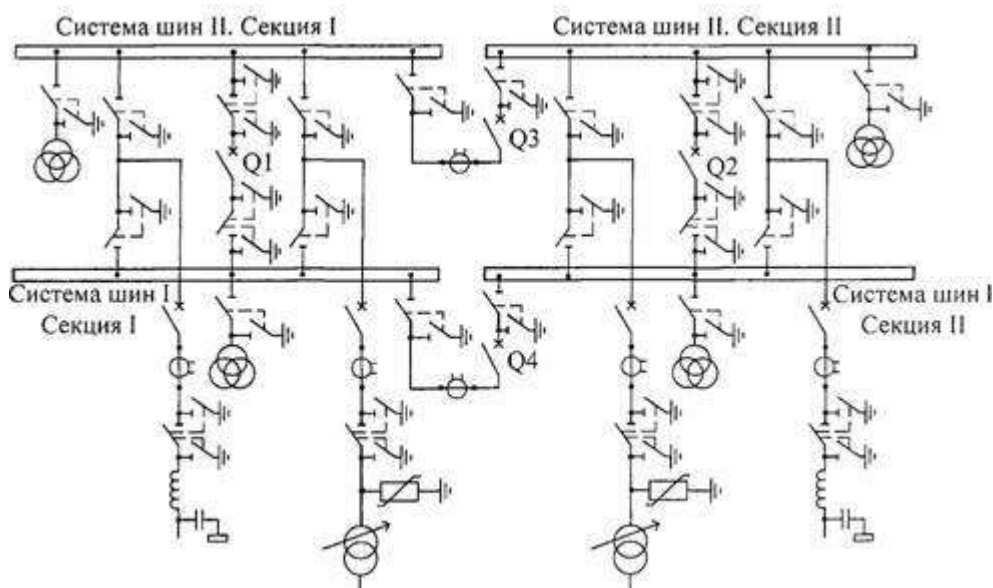 Система шин II. Секция I
Система шин II. Секция II
Q3
Q1
Q2
Система шин I
Секция I
Система шин I
Секция II
Q4